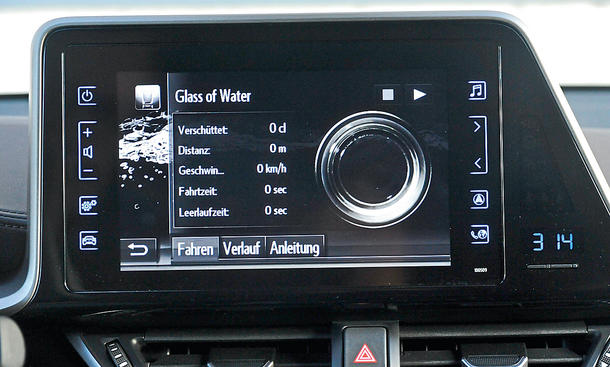 Glass of Water
Verschüttet: 0 cl
Distanz: 0 m
Geschwin... 0 km/h
Fahrtzeit: 0 sec
Leerlaufzeit: 0 sec
Fahren Verlauf Anleitung
3 14